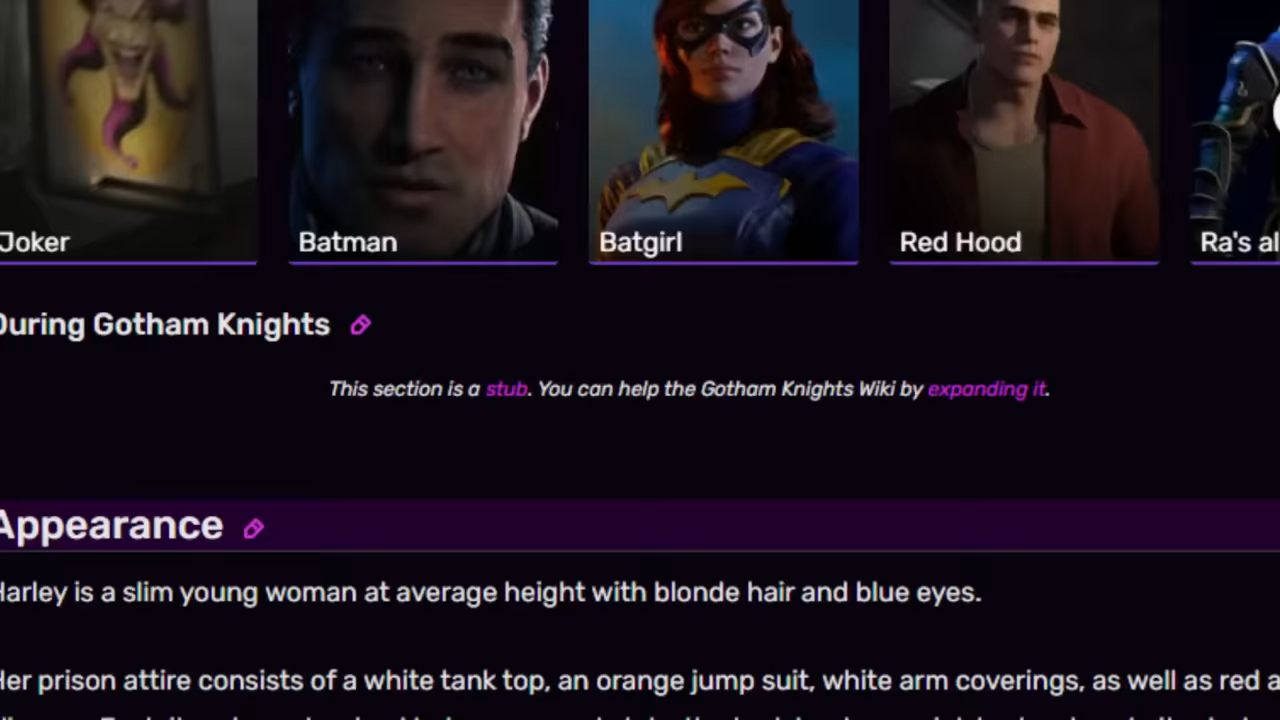 Joker
Batman
Batgirl
Red Hood
Ra's al
During Gotham Knights
This section is a stub. You can help the Gotham Knights Wiki by expanding it.
Appearance
Harley is a slim young woman at average height with blonde hair and blue eyes.
Her prison attire consists of a white tank top, an orange jump suit, white arm coverings, as well as red a